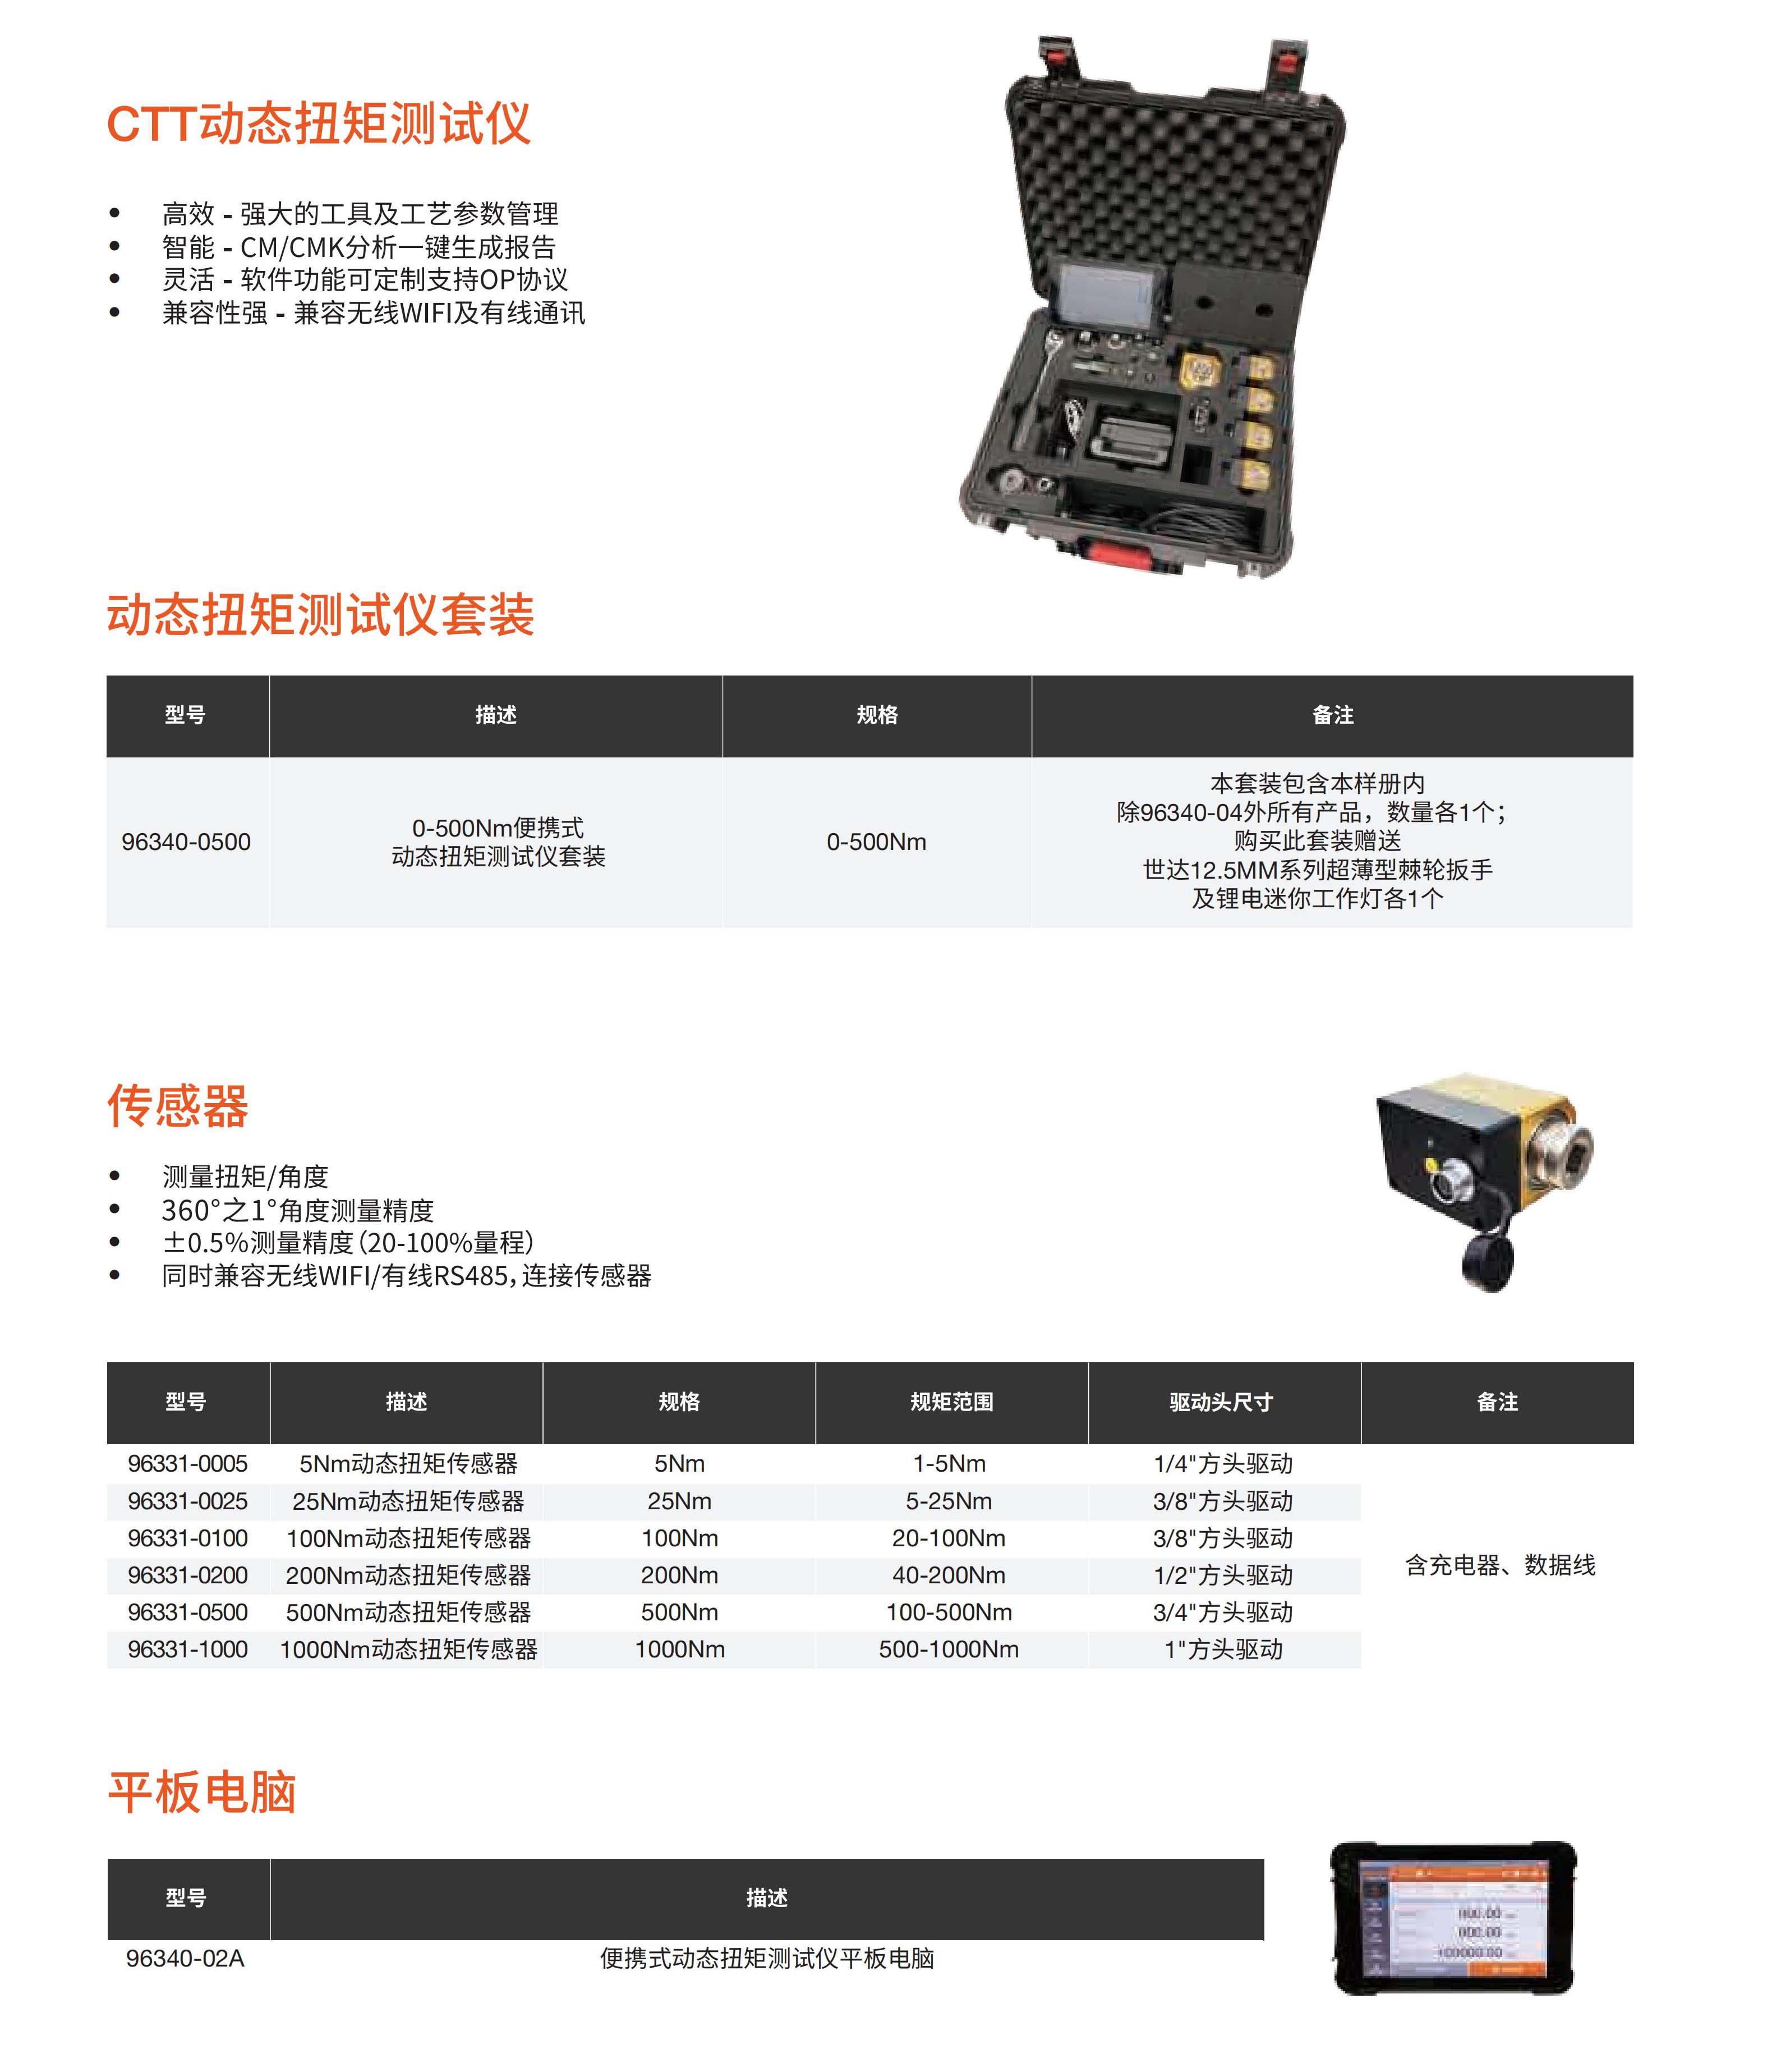 CTT动态扭矩测试仪
• 高效 - 强大的工具及工艺参数管理
• 智能 - CM/CMK分析一键生成报告
• 灵活 - 软件功能可定制支持OP协议
• 兼容性强 - 兼容无线WIFI及有线通讯
动态扭矩测试仪套装
型号 描述 规格 备注
96340-0500 0-500Nm便携式
动态扭矩测试仪套装 0-500Nm 本套装包含本样册内
除96340-04外所有产品，数量各1个；
购买此套装赠送
世达12.5MM系列超薄型棘轮扳手
及锂电迷你工作灯各1个
传感器
• 测量扭矩/角度
• 360°之1°角度测量精度
• ±0.5%测量精度（20-100%量程）
• 同时兼容无线WIFI/有线RS485，连接传感器
型号 描述 规格 规矩范围 驱动头尺寸 备注
96331-0005 5Nm动态扭矩传感器 5Nm 1-5Nm 1/4"方头驱动
96331-0025 25Nm动态扭矩传感器 25Nm 5-25Nm 3/8"方头驱动
96331-0100 100Nm动态扭矩传感器 100Nm 20-100Nm 3/8"方头驱动
96331-0200 200Nm动态扭矩传感器 200Nm 40-200Nm 1/2"方头驱动
96331-0500 500Nm动态扭矩传感器 500Nm 100-500Nm 3/4"方头驱动
96331-1000 1000Nm动态扭矩传感器 1000Nm 500-1000Nm 1"方头驱动
含充电器、数据线
平板电脑
型号 描述
96340-02A 便携式动态扭矩测试仪平板电脑